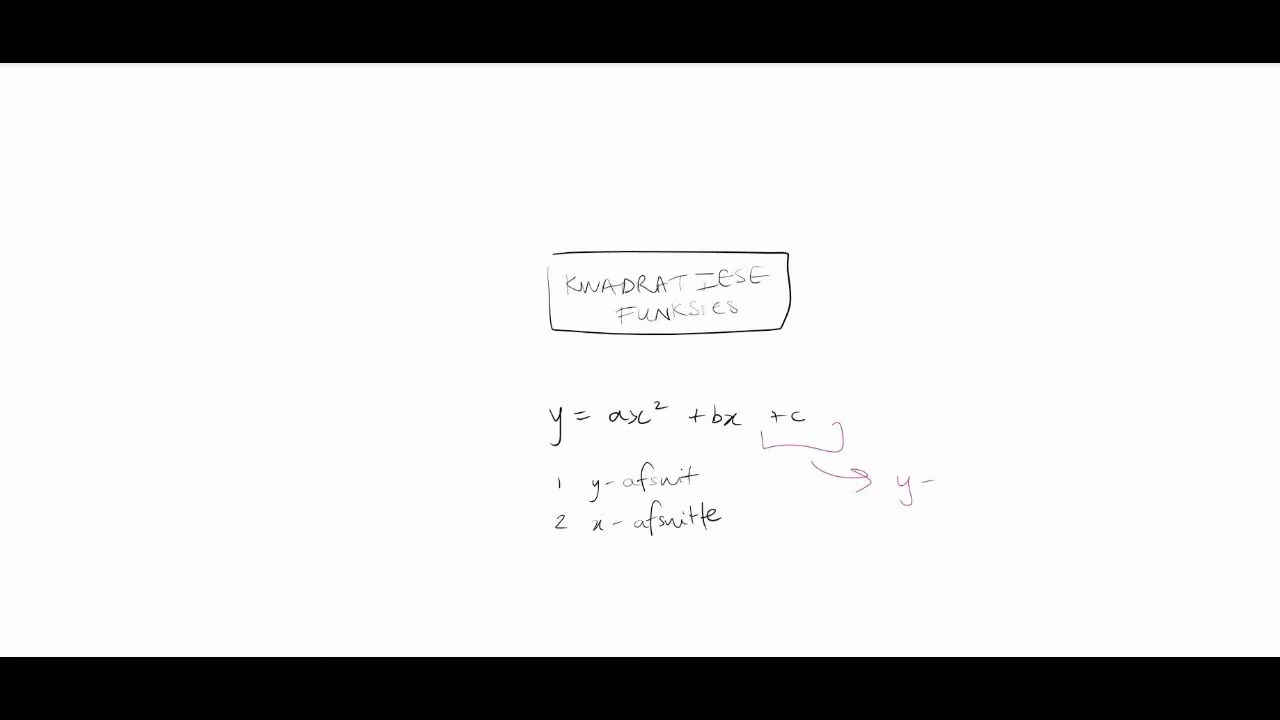 KWADRATIESE
FUNKSIES
y = ax² + bx + c
1 y-afsnit
2 x-afsnitte
y -